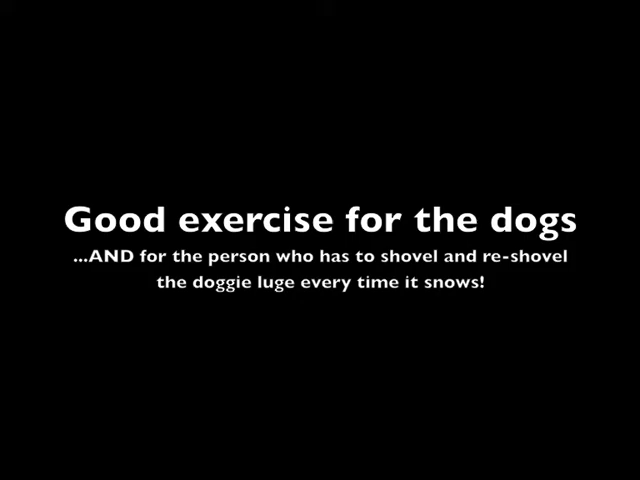 Good exercise for the dogs
...AND for the person who has to shovel and re-shovel
the doggie luge every time it snows!